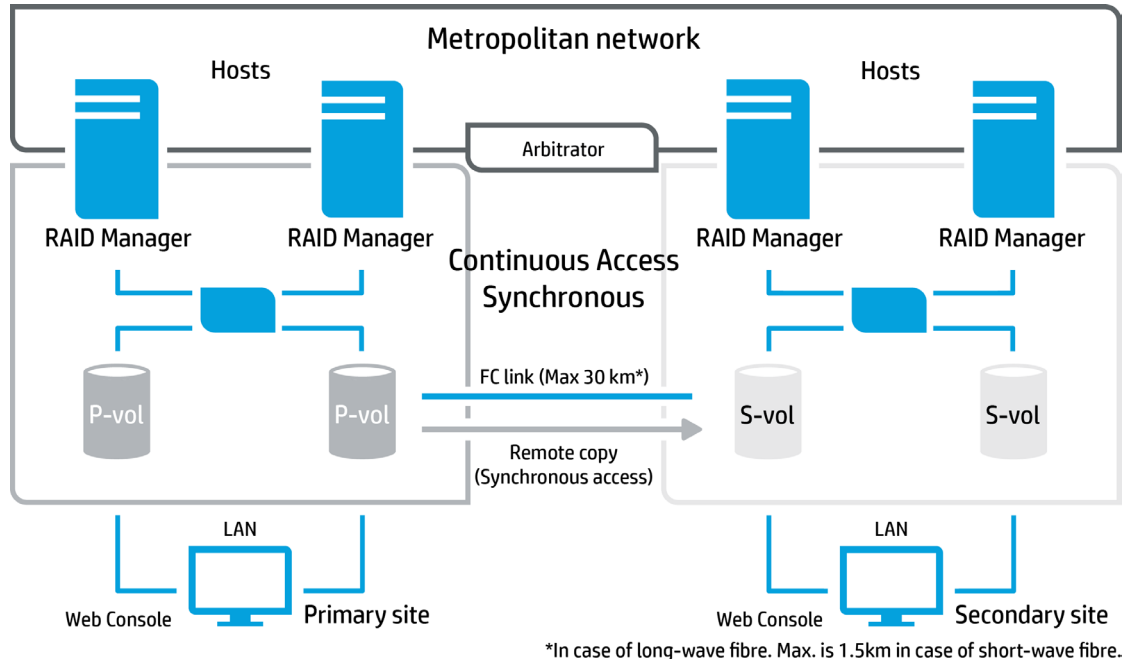 Metropolitan network
Hosts
Hosts
Arbitrator
RAID Manager
RAID Manager
RAID Manager
RAID Manager
Continuous Access
Synchronous
P-vol
P-vol
FC link (Max 30 km*)
S-vol
S-vol
Remote copy
(Synchronous access)
LAN
LAN
Web Console
Primary site
Web Console
Secondary site
*In case of long-wave fibre. Max. is 1.5km in case of short-wave fibre.